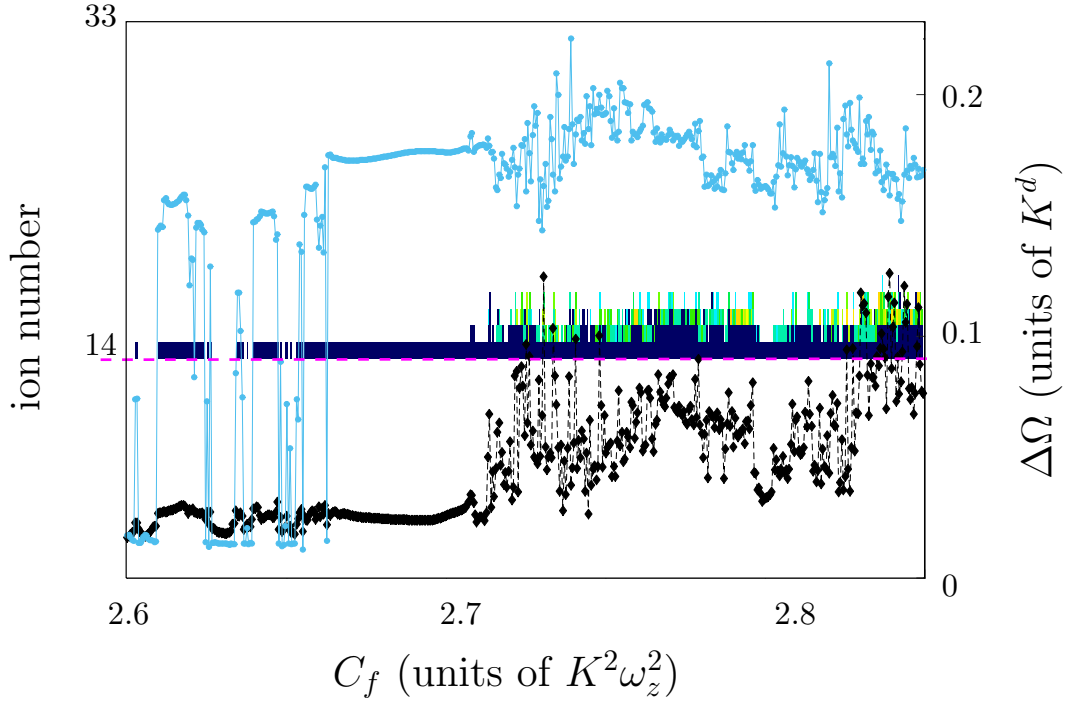 33
14
ion number
0.2
0.1
0
ΔΩ (units of K^d)
2.6 2.7 2.8
C_f (units of K^2ω_z^2)